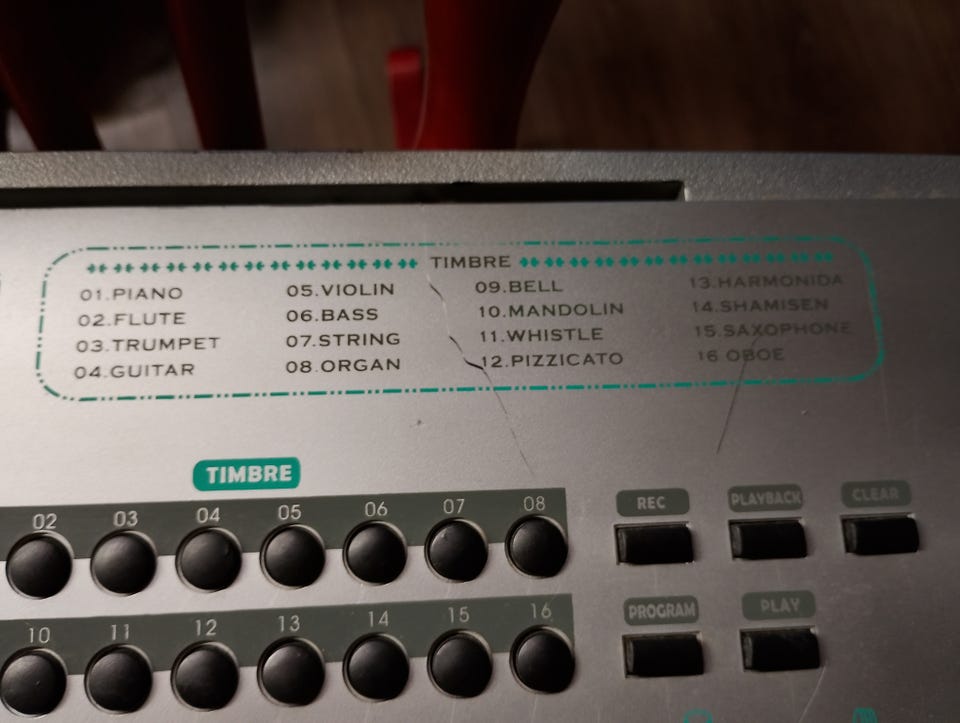 TIMBRE
01.PIANO 05.VIOLIN 09.BELL 13.HARMONIDA
02.FLUTE 06.BASS 10.MANDOLIN 14.SHAMISEN
03.TRUMPET 07.STRING 11.WHISTLE 15.SAXOPHONE
04.GUITAR 08.ORGAN 12.PIZZICATO 16 OBOE
TIMBRE
02 03 04 05 06 07 08
REC PLAYBACK CLEAR
10 11 12 13 14 15 16
PROGRAM PLAY